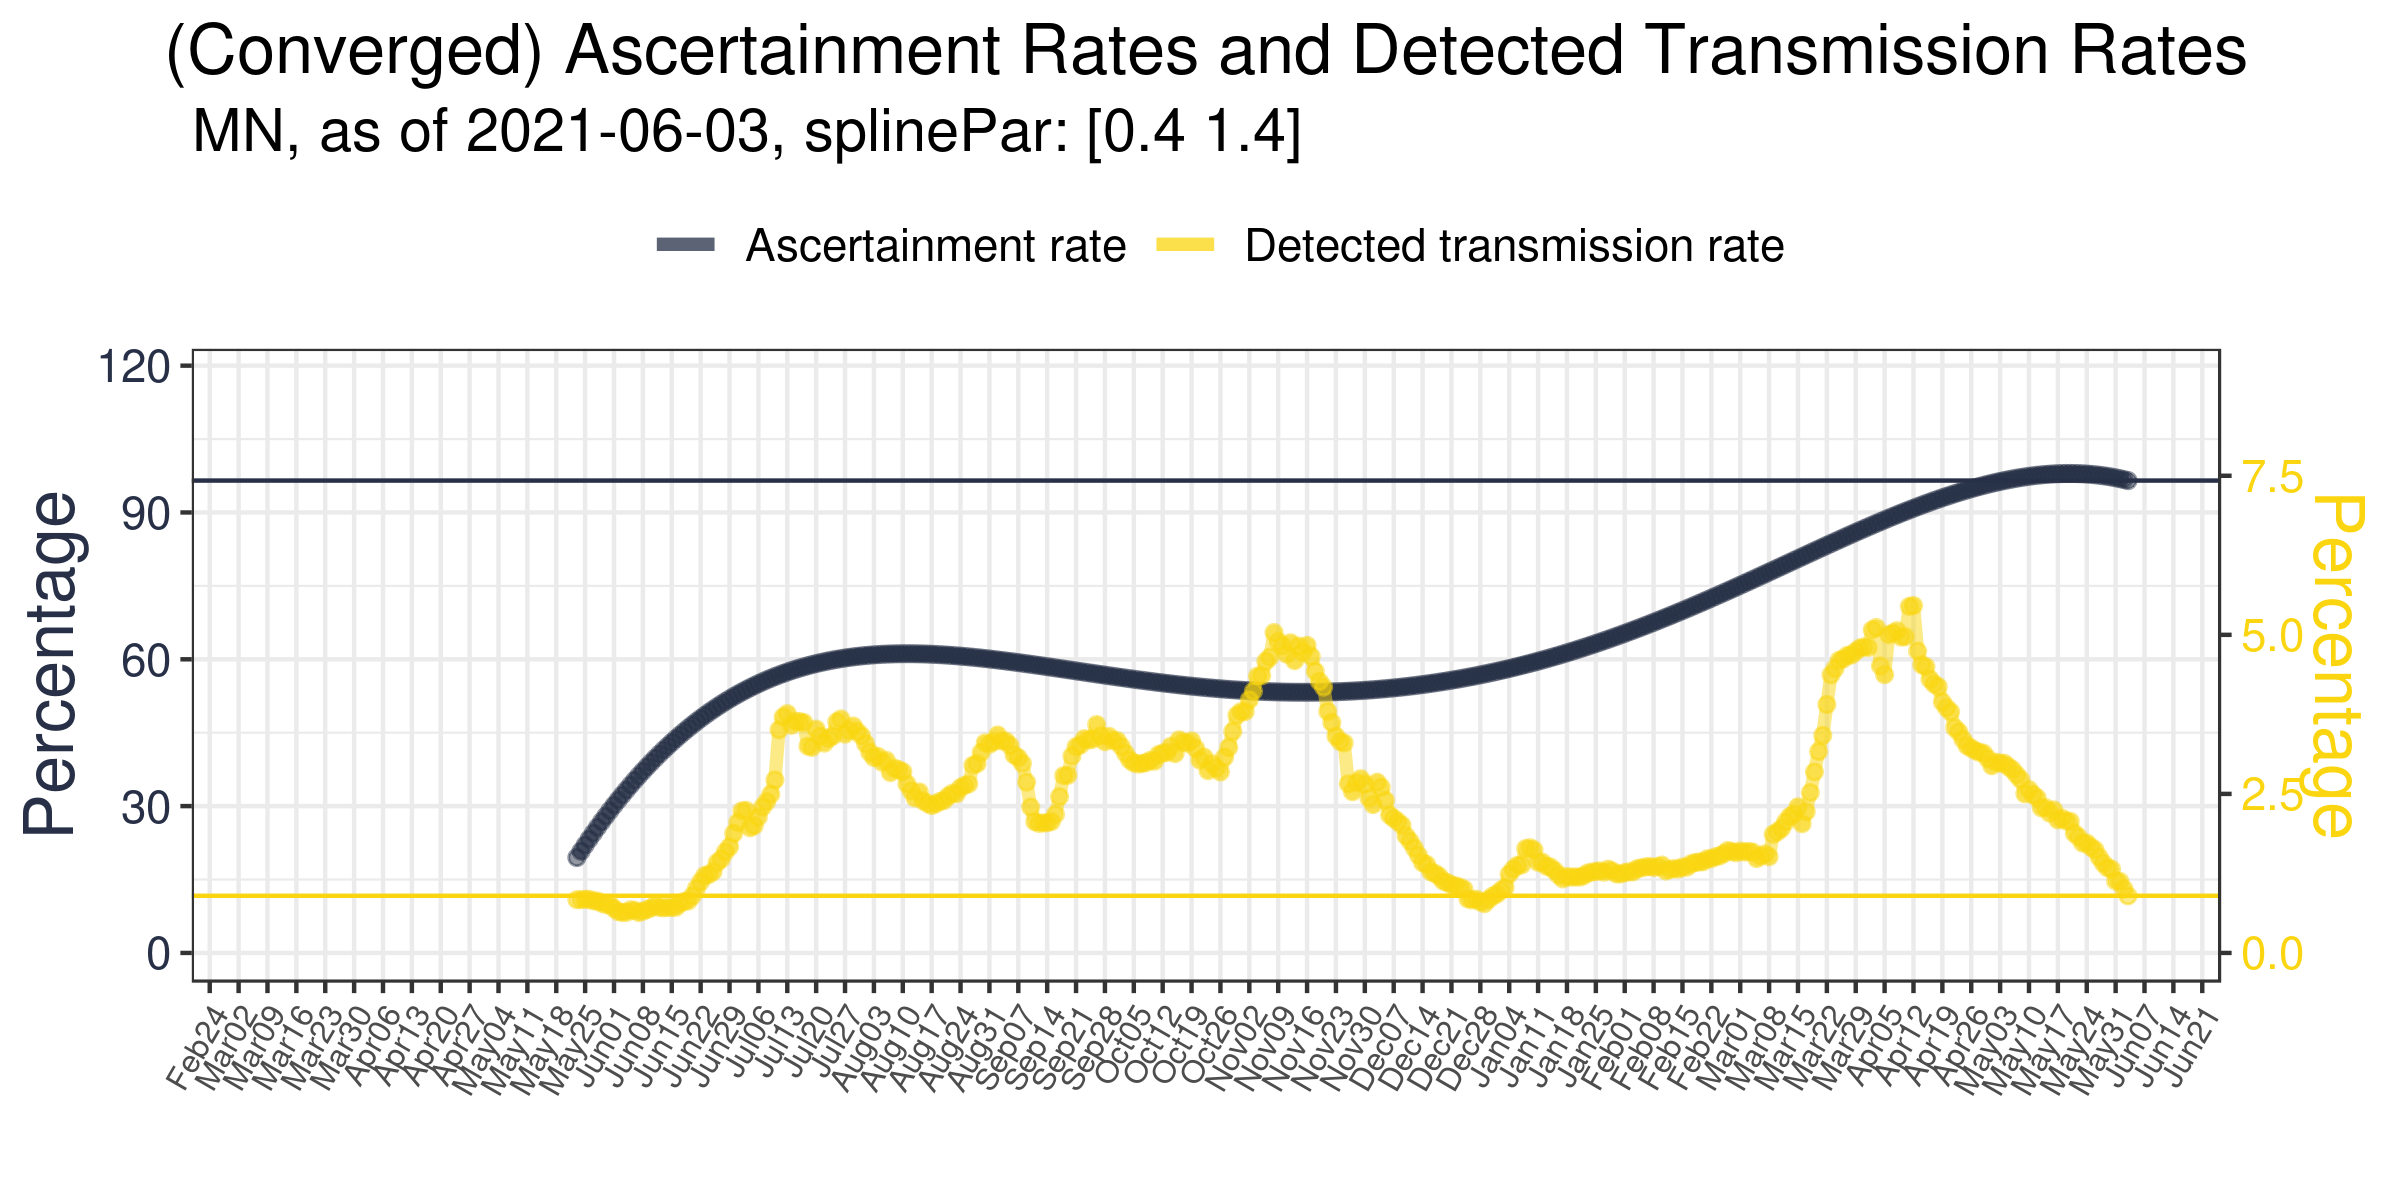 (Converged) Ascertainment Rates and Detected Transmission Rates
MN, as of 2021-06-03, splinePar: [0.4 1.4]
Ascertainment rate
Detected transmission rate
Percentage
120
90
60
30
0
7.5
5.0
2.5
0.0
Percentage
Feb24
Mar02
Mar09
Mar16
Mar23
Mar30
Apr06
Apr13
Apr20
Apr27
May04
May11
May18
May25
Jun01
Jun08
Jun15
Jun22
Jun29
Jul06
Jul13
Jul20
Jul27
Aug03
Aug10
Aug17
Aug24
Aug31
Sep07
Sep14
Sep21
Sep28
Oct05
Oct12
Oct19
Oct26
Nov02
Nov09
Nov16
Nov23
Nov30
Dec07
Dec14
Dec21
Dec28
Jan04
Jan11
Jan18
Jan25
Feb01
Feb08
Feb15
Feb22
Mar01
Mar08
Mar15
Mar22
Mar29
Apr05
Apr12
Apr19
Apr26
May03
May10
May17
May24
May31
Jun07
Jun14
Jun21